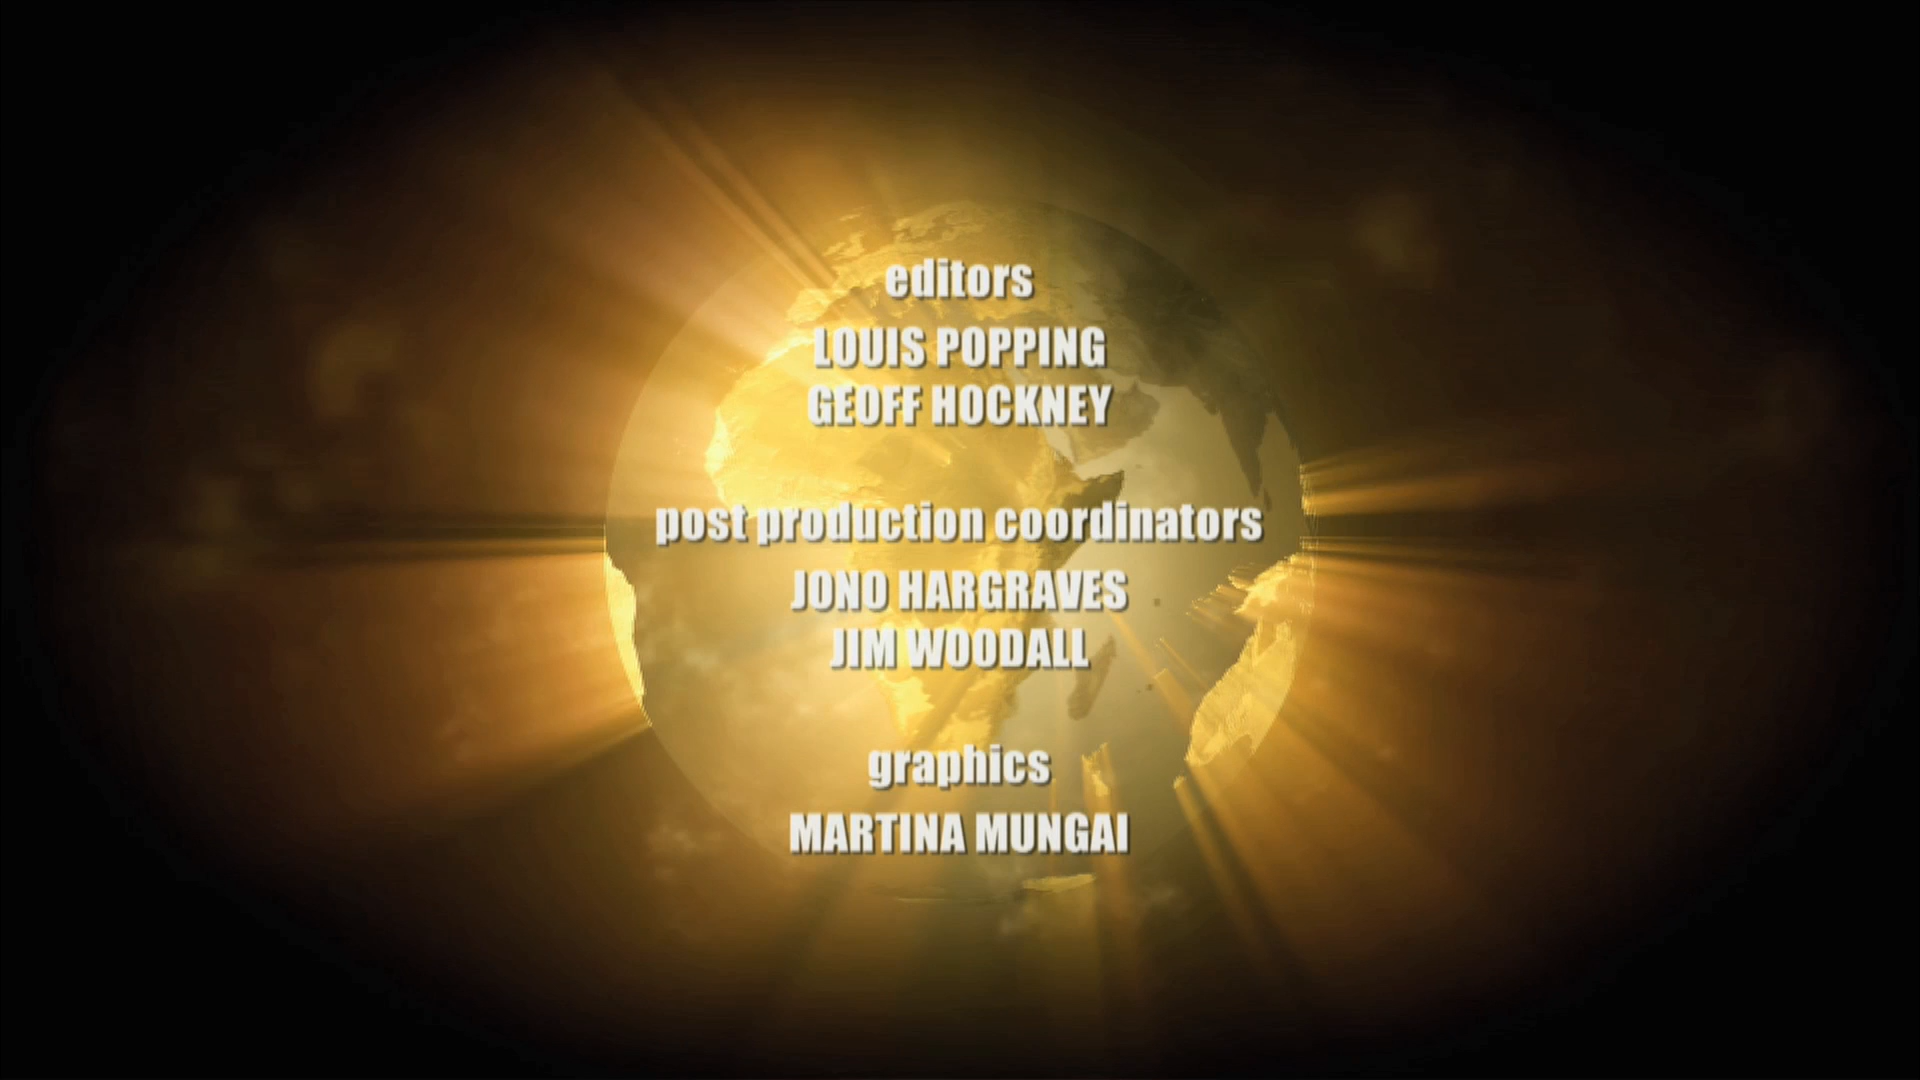 editors
LOUIS POPPING
GEOFF HOCKNEY
post production coordinators
JONO HARGRAVES
JIM WOODALL
graphics
MARTINA MUNGAI